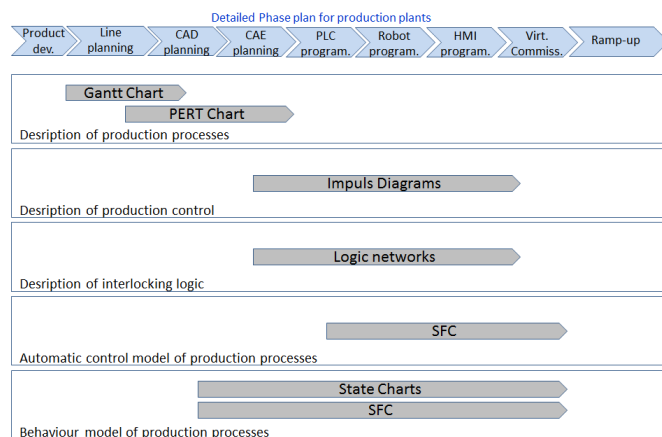 Detailed Phase plan for production plants
Product dev.
Line planning
CAD planning
CAE planning
PLC program.
Robot program.
HMI program.
Virt. Commiss.
Ramp-up
Gantt Chart
PERT Chart
Desription of production processes
Impuls Diagrams
Desription of production control
Logic networks
Desription of interlocking logic
SFC
Automatic control model of production processes
State Charts
SFC
Behaviour model of production processes